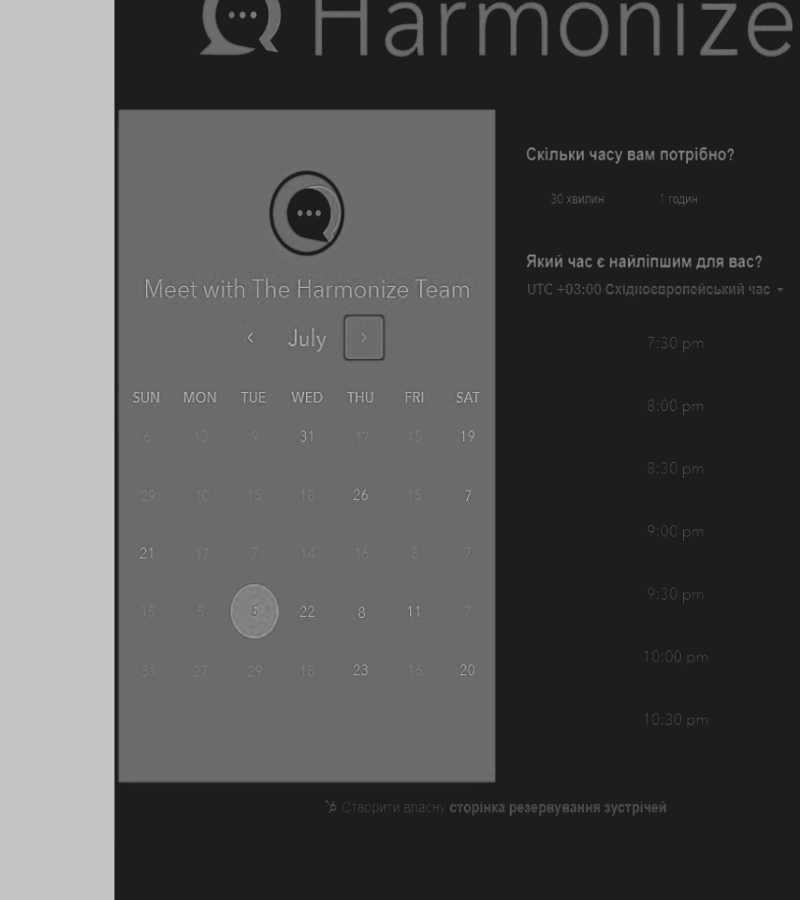 Harmonize
Meet with The Harmonize Team
July
SUN MON TUE WED THU FRI SAT
6 13 9 31 17 15 19
29 10 15 18 26 15 7
21 17 7 14 16 8 7
15 5 5 22 8 11 7
31 27 29 18 23 16 20
Скільки часу вам потрібно?
30 хвилин 1 годин
Який час є найліпшим для вас?
UTC +03:00 Східноєвропейський час
7:30 pm
8:00 pm
8:30 pm
9:00 pm
9:30 pm
10:00 pm
10:30 pm
Створити власну сторінка резервування зустрічей